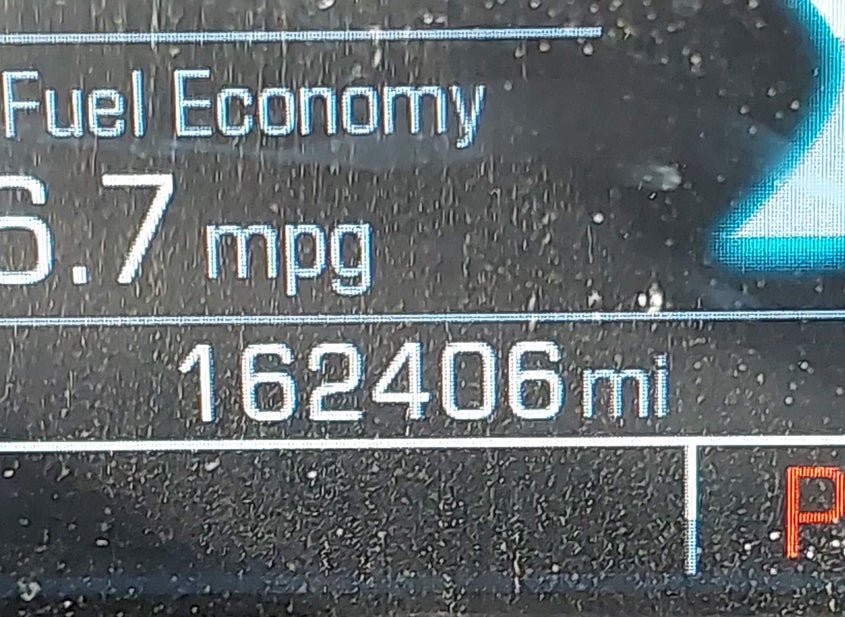 Fuel Economy
6.7 mpg
162406 mi
P